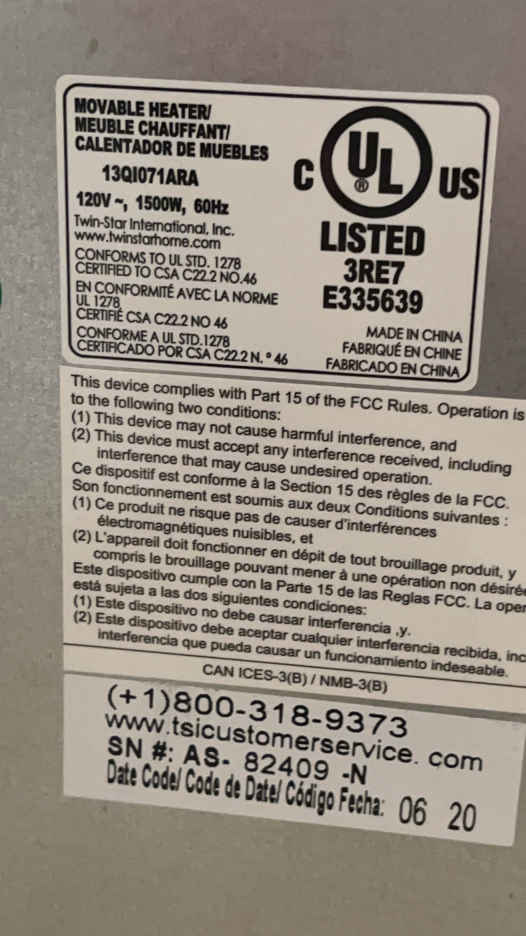 MOVABLE HEATER/
MEUBLE CHAUFFANT/
CALENTADOR DE MUEBLES
13QI071ARA
120V ~, 1500W, 60Hz
Twin-Star International, Inc.
www.twinstarhome.com
CONFORMS TO UL STD. 1278
CERTIFIED TO CSA C22.2 NO.46
EN CONFORMITÉ AVEC LA NORME
UL 1278
CERTIFIÉ CSA C22.2 NO 46
CONFORME A UL STD.1278
CERTIFICADO POR CSA C22.2 N. º 46
C UL ® US
LISTED
3RE7
E335639
MADE IN CHINA
FABRIQUÉ EN CHINE
FABRICADO EN CHINA
This device complies with Part 15 of the FCC Rules. Operation is
to the following two conditions:
(1) This device may not cause harmful interference, and
(2) This device must accept any interference received, including
interference that may cause undesired operation.
Ce dispositif est conforme à la Section 15 des règles de la FCC.
Son fonctionnement est soumis aux deux Conditions suivantes :
(1) Ce produit ne risque pas de causer d'interférences
électromagnétiques nuisibles, et
(2) L'appareil doit fonctionner en dépit de tout brouillage produit, y
compris le brouillage pouvant mener à une opération non désirée
Este dispositivo cumple con la Parte 15 de las Reglas FCC. La oper
está sujeta a las dos siguientes condiciones:
(1) Este dispositivo no debe causar interferencia ,y.
(2) Este dispositivo debe aceptar cualquier interferencia recibida, inc
interferencia que pueda causar un funcionamiento indeseable.
CAN ICES-3(B) / NMB-3(B)
(+1)800-318-9373
www.tsicustomerservice. com
SN #: AS- 82409 -N
Date Code/ Code de Date/ Código Fecha: 06 20